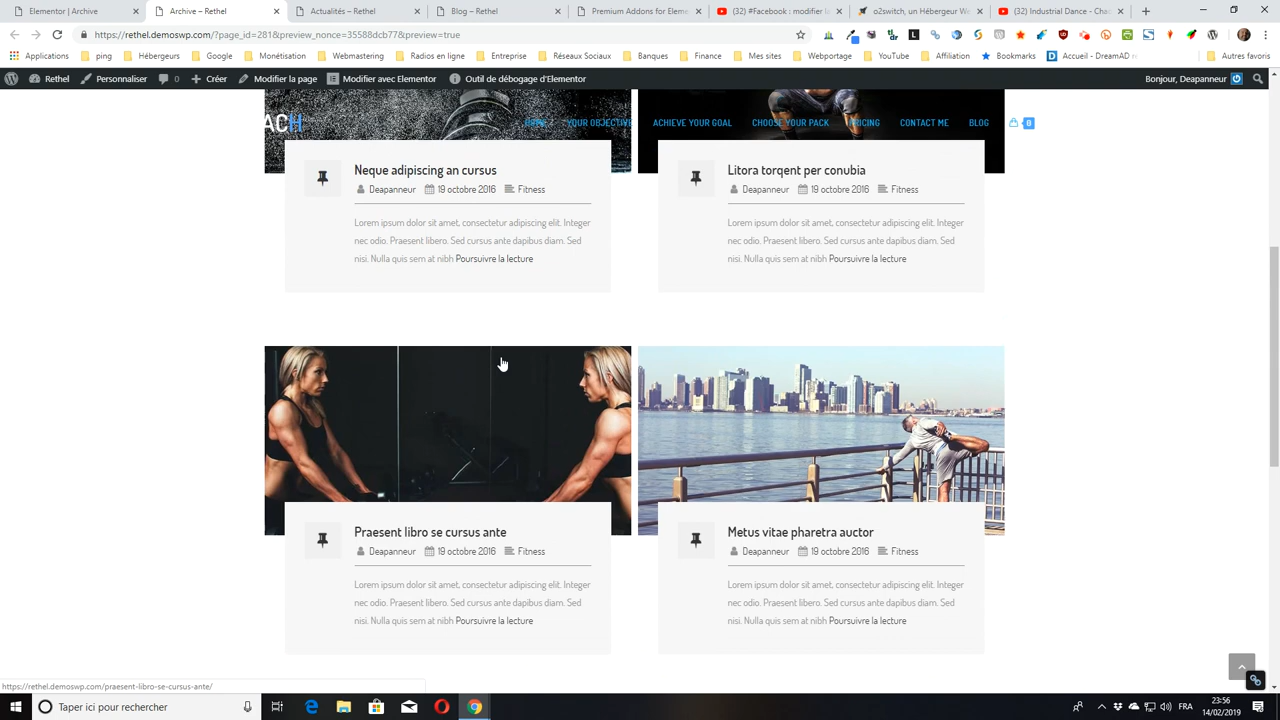 Elementor | Archive
Archive – Rethel
Actualités – Rethel
Blog – Rethel
Premium Addons for Elem
(32) #Facebook : modifier l
o2switch, un Hébergeur We
(32) Industrial Dance - Chao
https://rethel.demoswp.com/?page_id=281&preview_nonce=35588dcb77&preview=true
Applications
ping
Hébergeurs
Google
Monétisation
Webmastering
Radios en ligne
Entreprise
Réseaux Sociaux
Banques
Finance
Mes sites
Webportage
YouTube
Affiliation
Bookmarks
Accueil - DreamAD
Autres favoris
Rethel
Personnaliser
0
Créer
Modifier la page
Modifier avec Elementor
Outil de débogage d'Elementor
Bonjour, Deapanneur
ACH
HOME
YOUR OBJECTIVE
ACHIEVE YOUR GOAL
CHOOSE YOUR PACK
PRICING
CONTACT ME
BLOG
0
Neque adipiscing an cursus
Deapanneur 19 octobre 2016 Fitness
Lorem ipsum dolor sit amet, consectetur adipiscing elit. Integer
nec odio. Praesent libero. Sed cursus ante dapibus diam. Sed
nisi. Nulla quis sem at nibh Poursuivre la lecture
Litora torqent per conubia
Deapanneur 19 octobre 2016 Fitness
Lorem ipsum dolor sit amet, consectetur adipiscing elit. Integer
nec odio. Praesent libero. Sed cursus ante dapibus diam. Sed
nisi. Nulla quis sem at nibh Poursuivre la lecture
Praesent libro se cursus ante
Deapanneur 19 octobre 2016 Fitness
Lorem ipsum dolor sit amet, consectetur adipiscing elit. Integer
nec odio. Praesent libero. Sed cursus ante dapibus diam. Sed
nisi. Nulla quis sem at nibh Poursuivre la lecture
Metus vitae pharetra auctor
Deapanneur 19 octobre 2016 Fitness
Lorem ipsum dolor sit amet, consectetur adipiscing elit. Integer
nec odio. Praesent libero. Sed cursus ante dapibus diam. Sed
nisi. Nulla quis sem at nibh Poursuivre la lecture
https://rethel.demoswp.com/praesent-libro-se-cursus-ante/
Taper ici pour rechercher
FRA
23:56
14/02/2019